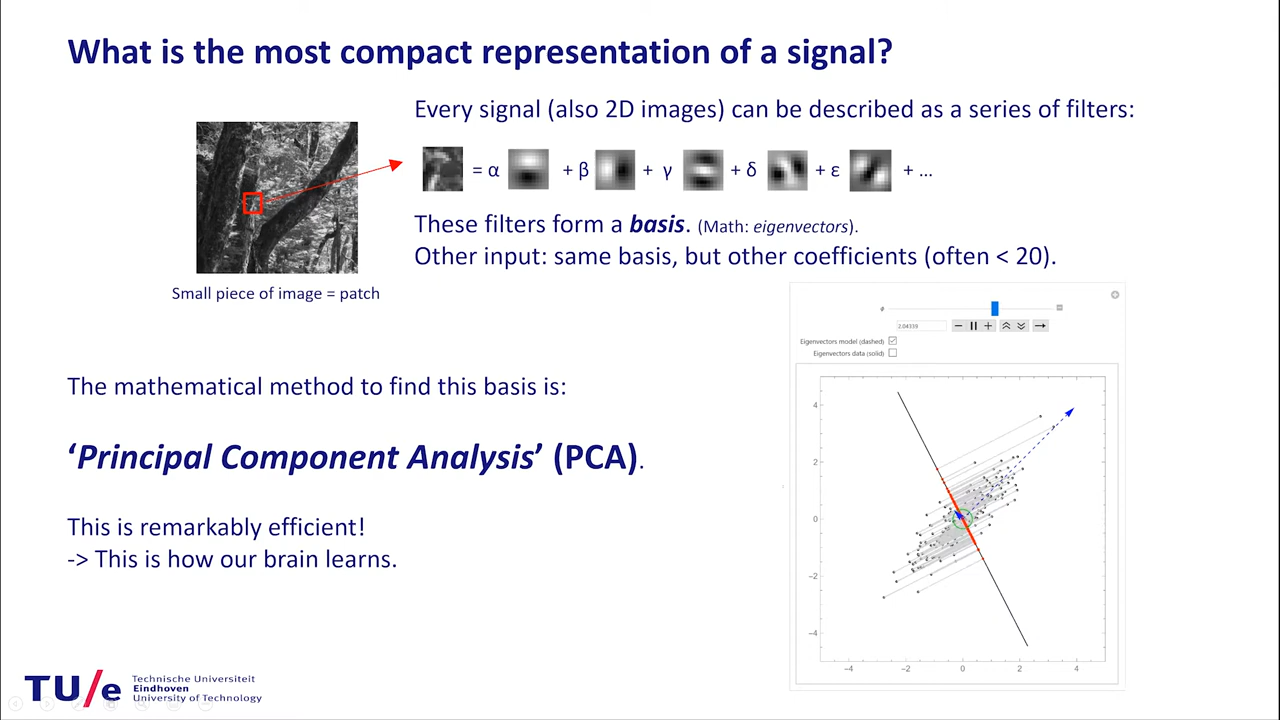 What is the most compact representation of a signal?
Every signal (also 2D images) can be described as a series of filters:
= α + β + γ + δ + ε + ...
These filters form a basis. (Math: eigenvectors).
Other input: same basis, but other coefficients (often < 20).
Small piece of image = patch
2.04339
Eigenvectors model (dashed)
Eigenvectors data (solid)
The mathematical method to find this basis is:
‘Principal Component Analysis’ (PCA).
This is remarkably efficient!
-> This is how our brain learns.
4
2
0
−2
−4
−4 −2 0 2 4
TU/e
Technische Universiteit
Eindhoven
University of Technology